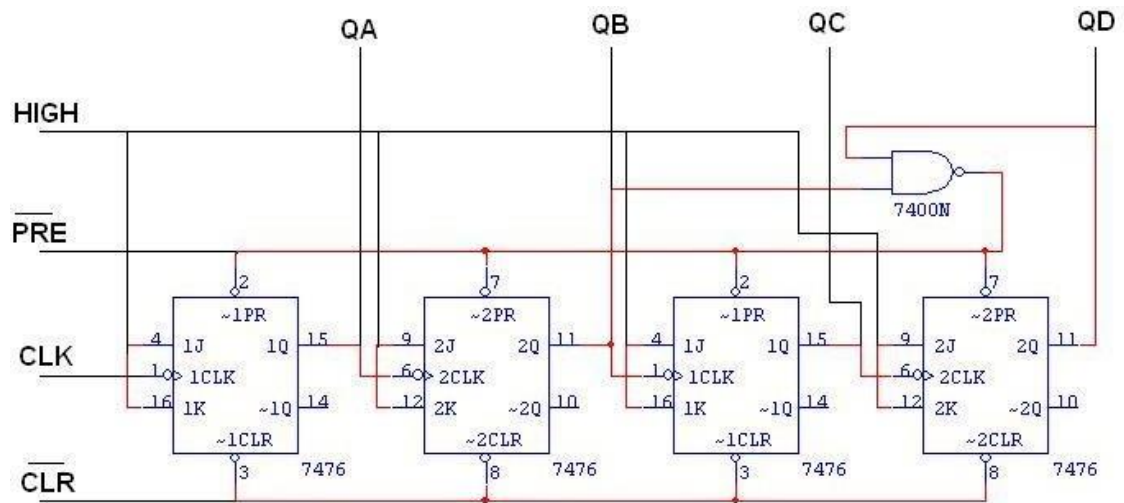 QA QB QC QD
HIGH
7400N
PRE
2 7 2 7
~1PR ~2PR ~1PR ~2PR
4 1J 1Q 15 9 2J 2Q 11 4 1J 1Q 15 9 2J 2Q 11
CLK 1 1CLK 6 2CLK 1 1CLK 6 2CLK
16 1K ~1Q 14 12 2K ~2Q 10 16 1K ~1Q 14 12 2K ~2Q 10
~1CLR ~2CLR ~1CLR ~2CLR
CLR 3 7476 8 7476 3 7476 8 7476